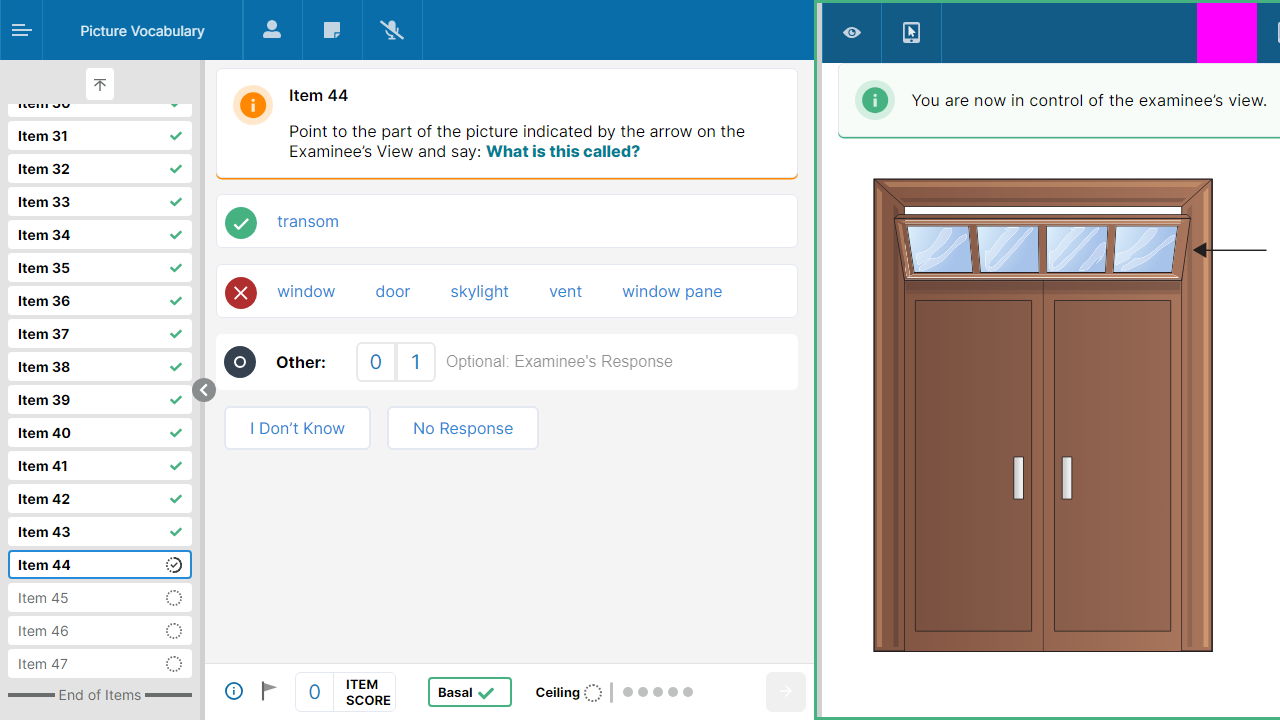 Picture Vocabulary
Item 30
Item 31
Item 32
Item 33
Item 34
Item 35
Item 36
Item 37
Item 38
Item 39
Item 40
Item 41
Item 42
Item 43
Item 44
Item 45
Item 46
Item 47
End of Items
Item 44
Point to the part of the picture indicated by the arrow on the
Examinee’s View and say: What is this called?
transom
window door skylight vent window pane
Other: 0 1 Optional: Examinee's Response
I Don’t Know No Response
0 ITEM
SCORE
Basal
Ceiling
You are now in control of the examinee’s view.